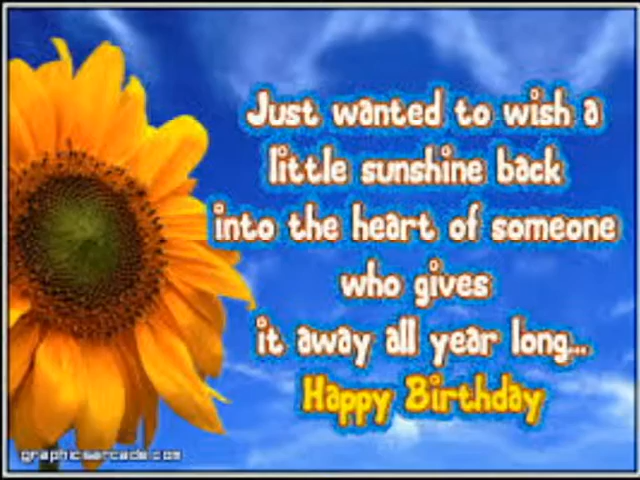 Just wanted to wish a
little sunshine back
into the heart of someone
who gives
it away all year long...
Happy Birthday
graphicsarcade.com